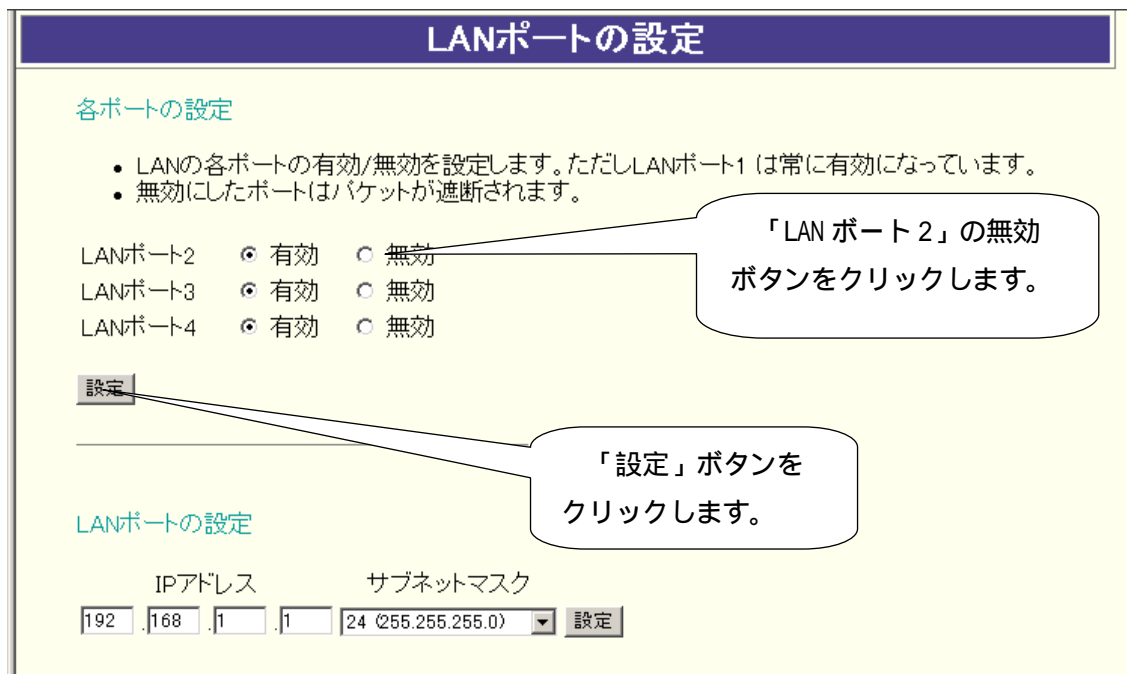 LANポートの設定
各ポートの設定
• LANの各ポートの有効/無効を設定します。ただしLANポート1 は常に有効になっています。
• 無効にしたポートはパケットが遮断されます。
「LAN ボート 2」の無効
ボタンをクリックします。
LANポート2 有効 無効
LANポート3 有効 無効
LANポート4 有効 無効
設定
「設定」ボタンを
クリックします。
LANポートの設定
IPアドレス サブネットマスク
192 .168 .1 .1 24 (255.255.255.0) 設定